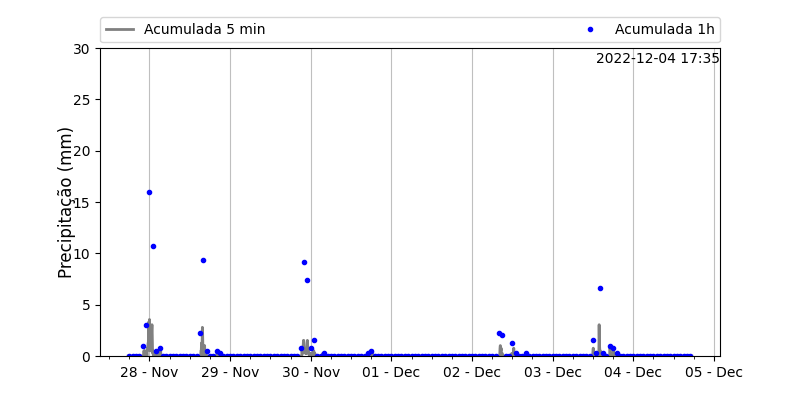 Acumulada 5 min
Acumulada 1h
2022-12-04 17:35
Precipitação (mm)
30
25
20
15
10
5
0
28 - Nov 29 - Nov 30 - Nov 01 - Dec 02 - Dec 03 - Dec 04 - Dec 05 - Dec